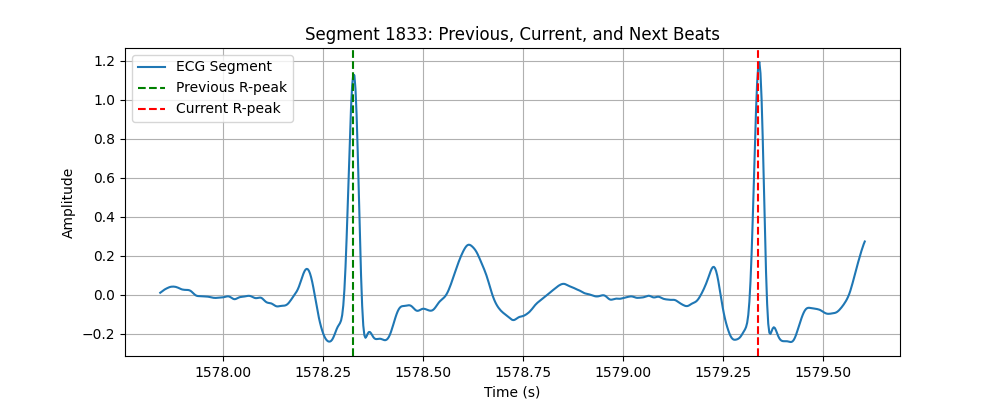 Segment 1833: Previous, Current, and Next Beats
ECG Segment
Previous R-peak
Current R-peak
Amplitude
1.2
1.0
0.8
0.6
0.4
0.2
0.0
−0.2
1578.00 1578.25 1578.50 1578.75 1579.00 1579.25 1579.50
Time (s)